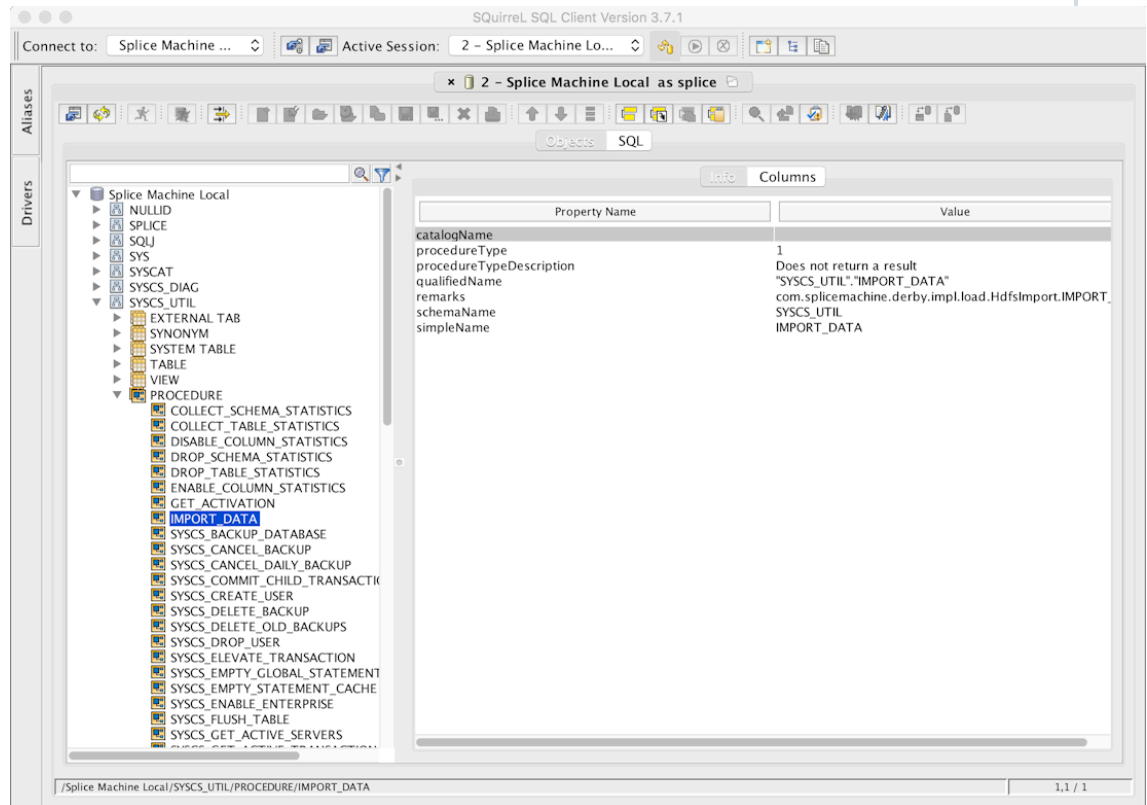 SQuirreL SQL Client Version 3.7.1
Connect to: Splice Machine ... Active Session: 2 – Splice Machine Lo...
Aliases
Drivers
2 – Splice Machine Local as splice
Objects SQL
Splice Machine Local
NULLID
SPLICE
SQLJ
SYS
SYSCAT
SYSCS_DIAG
SYSCS_UTIL
EXTERNAL TAB
SYNONYM
SYSTEM TABLE
TABLE
VIEW
PROCEDURE
COLLECT_SCHEMA_STATISTICS
COLLECT_TABLE_STATISTICS
DISABLE_COLUMN_STATISTICS
DROP_SCHEMA_STATISTICS
DROP_TABLE_STATISTICS
ENABLE_COLUMN_STATISTICS
GET_ACTIVATION
IMPORT_DATA
SYSCS_BACKUP_DATABASE
SYSCS_CANCEL_BACKUP
SYSCS_CANCEL_DAILY_BACKUP
SYSCS_COMMIT_CHILD_TRANSACTI
SYSCS_CREATE_USER
SYSCS_DELETE_BACKUP
SYSCS_DELETE_OLD_BACKUPS
SYSCS_DROP_USER
SYSCS_ELEVATE_TRANSACTION
SYSCS_EMPTY_GLOBAL_STATEMENT
SYSCS_EMPTY_STATEMENT_CACHE
SYSCS_ENABLE_ENTERPRISE
SYSCS_FLUSH_TABLE
SYSCS_GET_ACTIVE_SERVERS
Info Columns
Property Name Value
catalogName
procedureType 1
procedureTypeDescription Does not return a result
qualifiedName "SYSCS_UTIL"."IMPORT_DATA"
remarks com.splicemachine.derby.impl.load.HdfsImport.IMPORT_
schemaName SYSCS_UTIL
simpleName IMPORT_DATA
/Splice Machine Local/SYSCS_UTIL/PROCEDURE/IMPORT_DATA 1,1 / 1